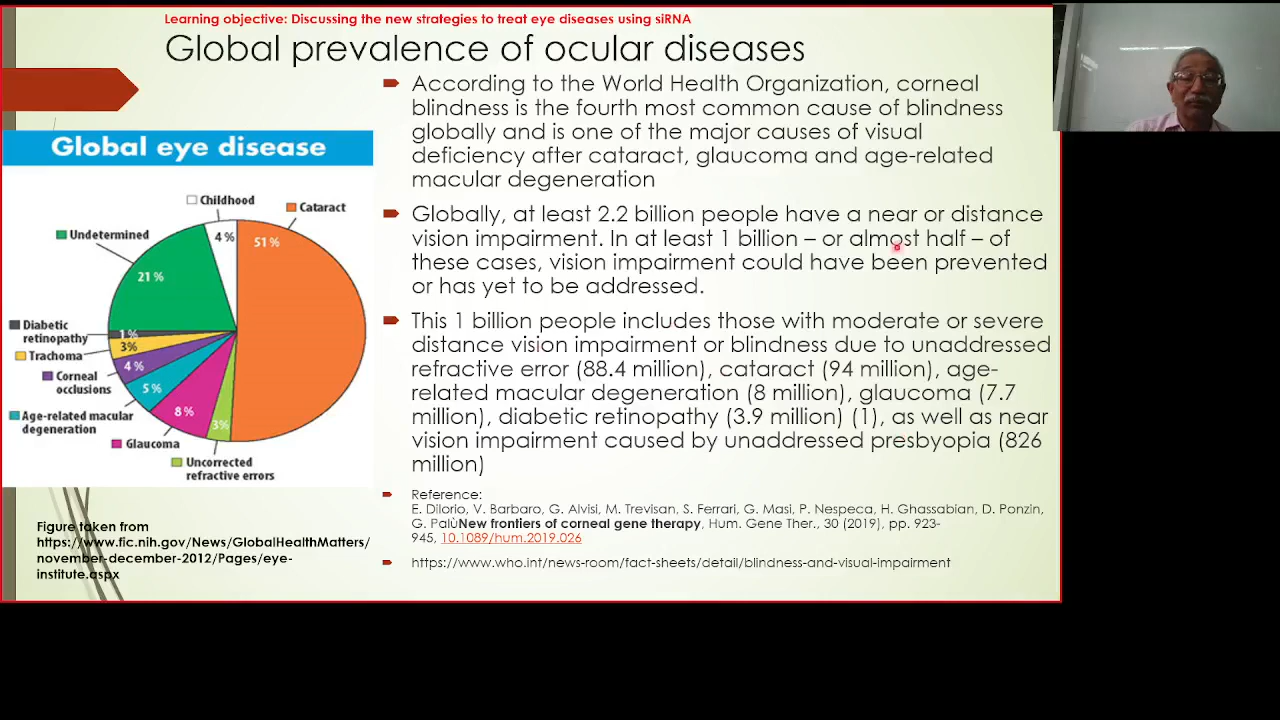 Learning objective: Discussing the new strategies to treat eye diseases using siRNA
Global prevalence of ocular diseases
According to the World Health Organization, corneal
blindness is the fourth most common cause of blindness
globally and is one of the major causes of visual
deficiency after cataract, glaucoma and age-related
macular degeneration
Globally, at least 2.2 billion people have a near or distance
vision impairment. In at least 1 billion – or almost half – of
these cases, vision impairment could have been prevented
or has yet to be addressed.
This 1 billion people includes those with moderate or severe
distance vision impairment or blindness due to unaddressed
refractive error (88.4 million), cataract (94 million), age-
related macular degeneration (8 million), glaucoma (7.7
million), diabetic retinopathy (3.9 million) (1), as well as near
vision impairment caused by unaddressed presbyopia (826
million)
Reference:
E. DiIorio, V. Barbaro, G. Alvisi, M. Trevisan, S. Ferrari, G. Masi, P. Nespeca, H. Ghassabian, D. Ponzin,
G. PalùNew frontiers of corneal gene therapy, Hum. Gene Ther., 30 (2019), pp. 923-
945, 10.1089/hum.2019.026
https://www.who.int/news-room/fact-sheets/detail/blindness-and-visual-impairment
Global eye disease
Childhood
4 %
Cataract
51 %
Undetermined
21 %
Diabetic
retinopathy
1%
Trachoma
3%
Corneal
occlusions
4 %
Age-related macular
degeneration
5 %
Glaucoma
8 %
Uncorrected
refractive errors
3%
Figure taken from
https://www.fic.nih.gov/News/GlobalHealthMatters/
november-december-2012/Pages/eye-
institute.aspx